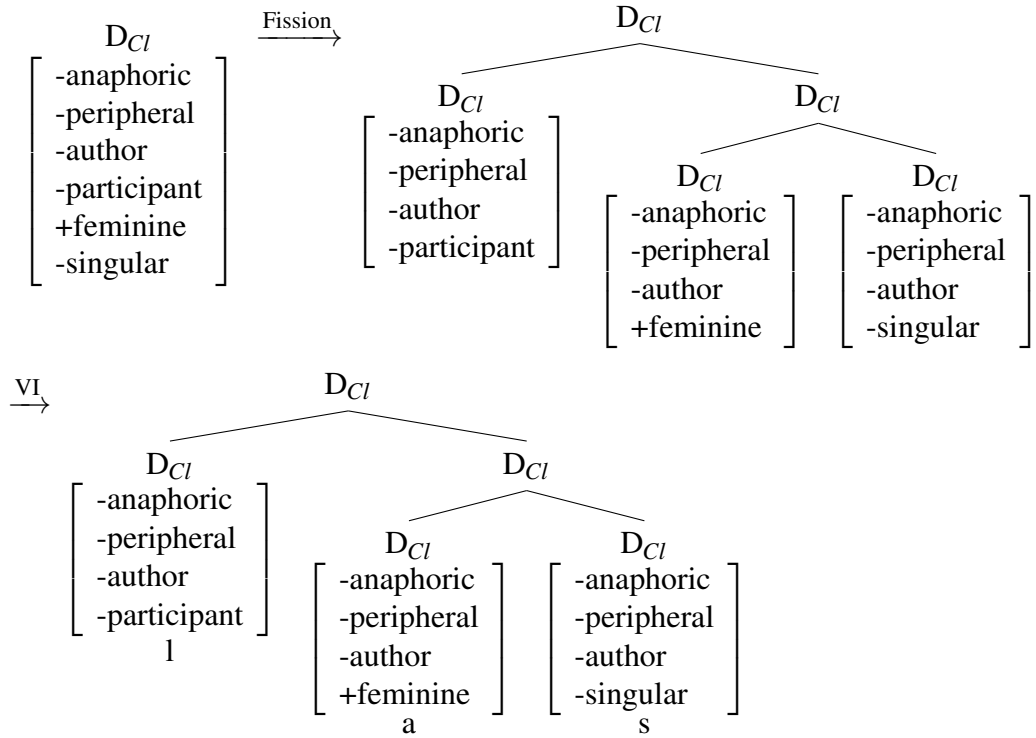 D_Cl
-anaphoric
-peripheral
-author
-participant
+feminine
-singular
Fission
D_Cl
D_Cl
-anaphoric
-peripheral
-author
-participant
D_Cl
D_Cl
-anaphoric
-peripheral
-author
+feminine
D_Cl
-anaphoric
-peripheral
-author
-singular
VI
D_Cl
D_Cl
-anaphoric
-peripheral
-author
-participant
l
D_Cl
D_Cl
-anaphoric
-peripheral
-author
+feminine
a
D_Cl
-anaphoric
-peripheral
-author
-singular
s